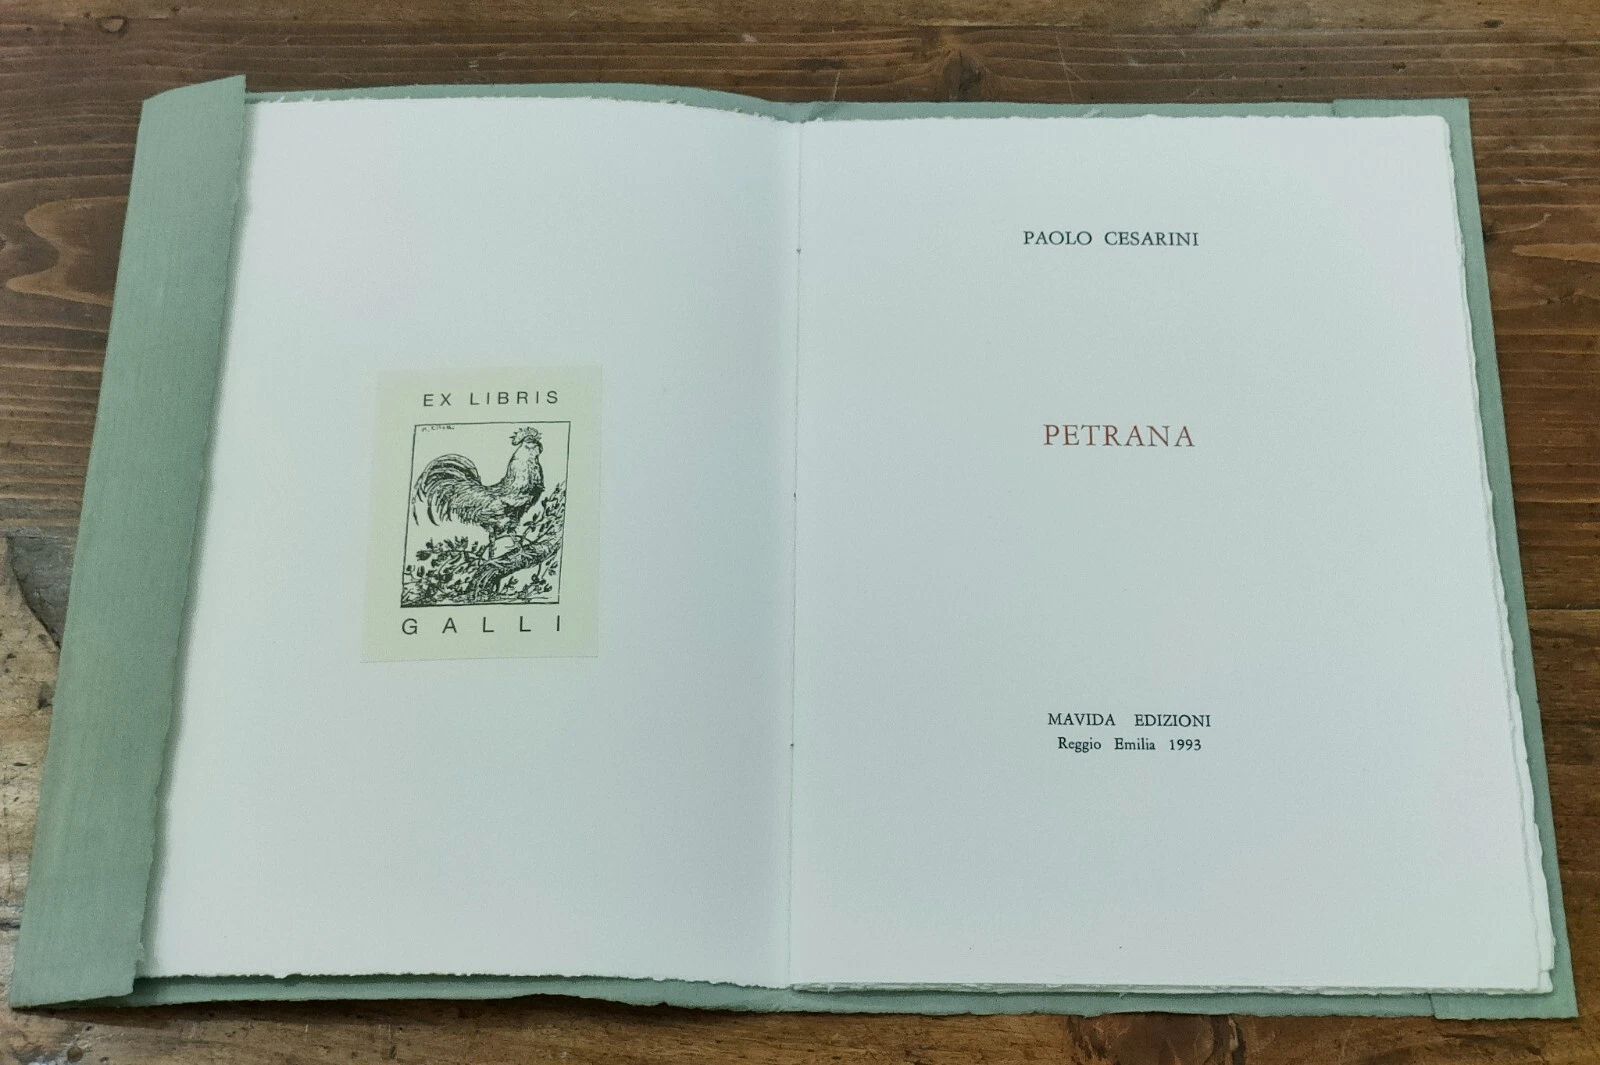 EX LIBRIS
GALLI
PAOLO CESARINI
PETRANA
MAVIDA EDIZIONI
Reggio Emilia 1993